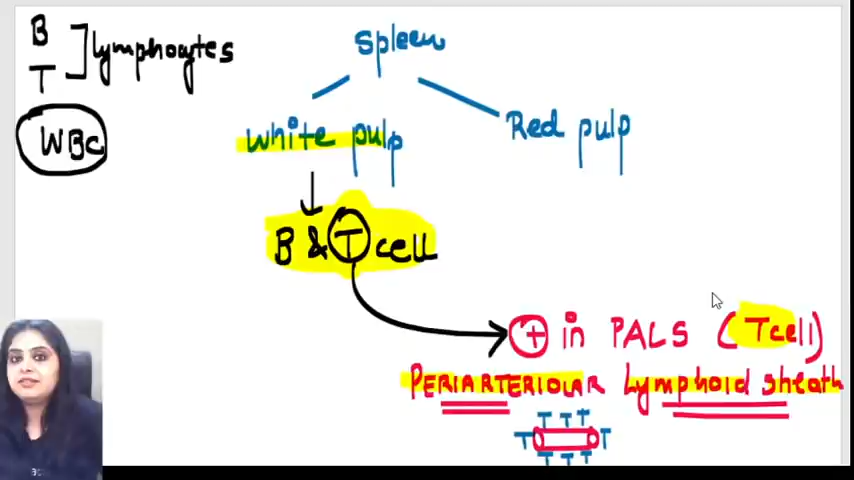 B
T ] lymphocytes
WBC
Spleen
White pulp
Red pulp
B & T cell
+ in PALS (T cell)
PERIARTERIOLAR lymphoid sheath
T T T
T T
T T T